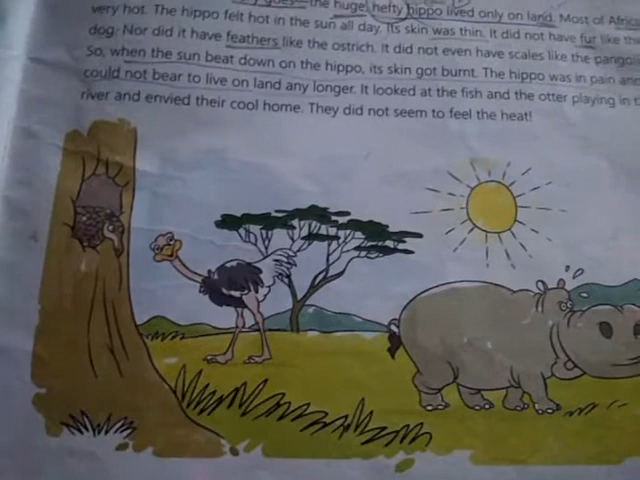 the huge, hefty hippo lived only on land. Most of
very hot. The hippo felt hot in the sun all day. Its skin was thin. It did not have fur like the
dog. Nor did it have feathers like the ostrich. It did not even have scales like the
So, when the sun beat down on the hippo, its skin got burnt. The hippo was in pain and
could not bear to live on land any longer. It looked at the fish and the otter playing in
river and envied their cool home. They did not seem to feel the heat!